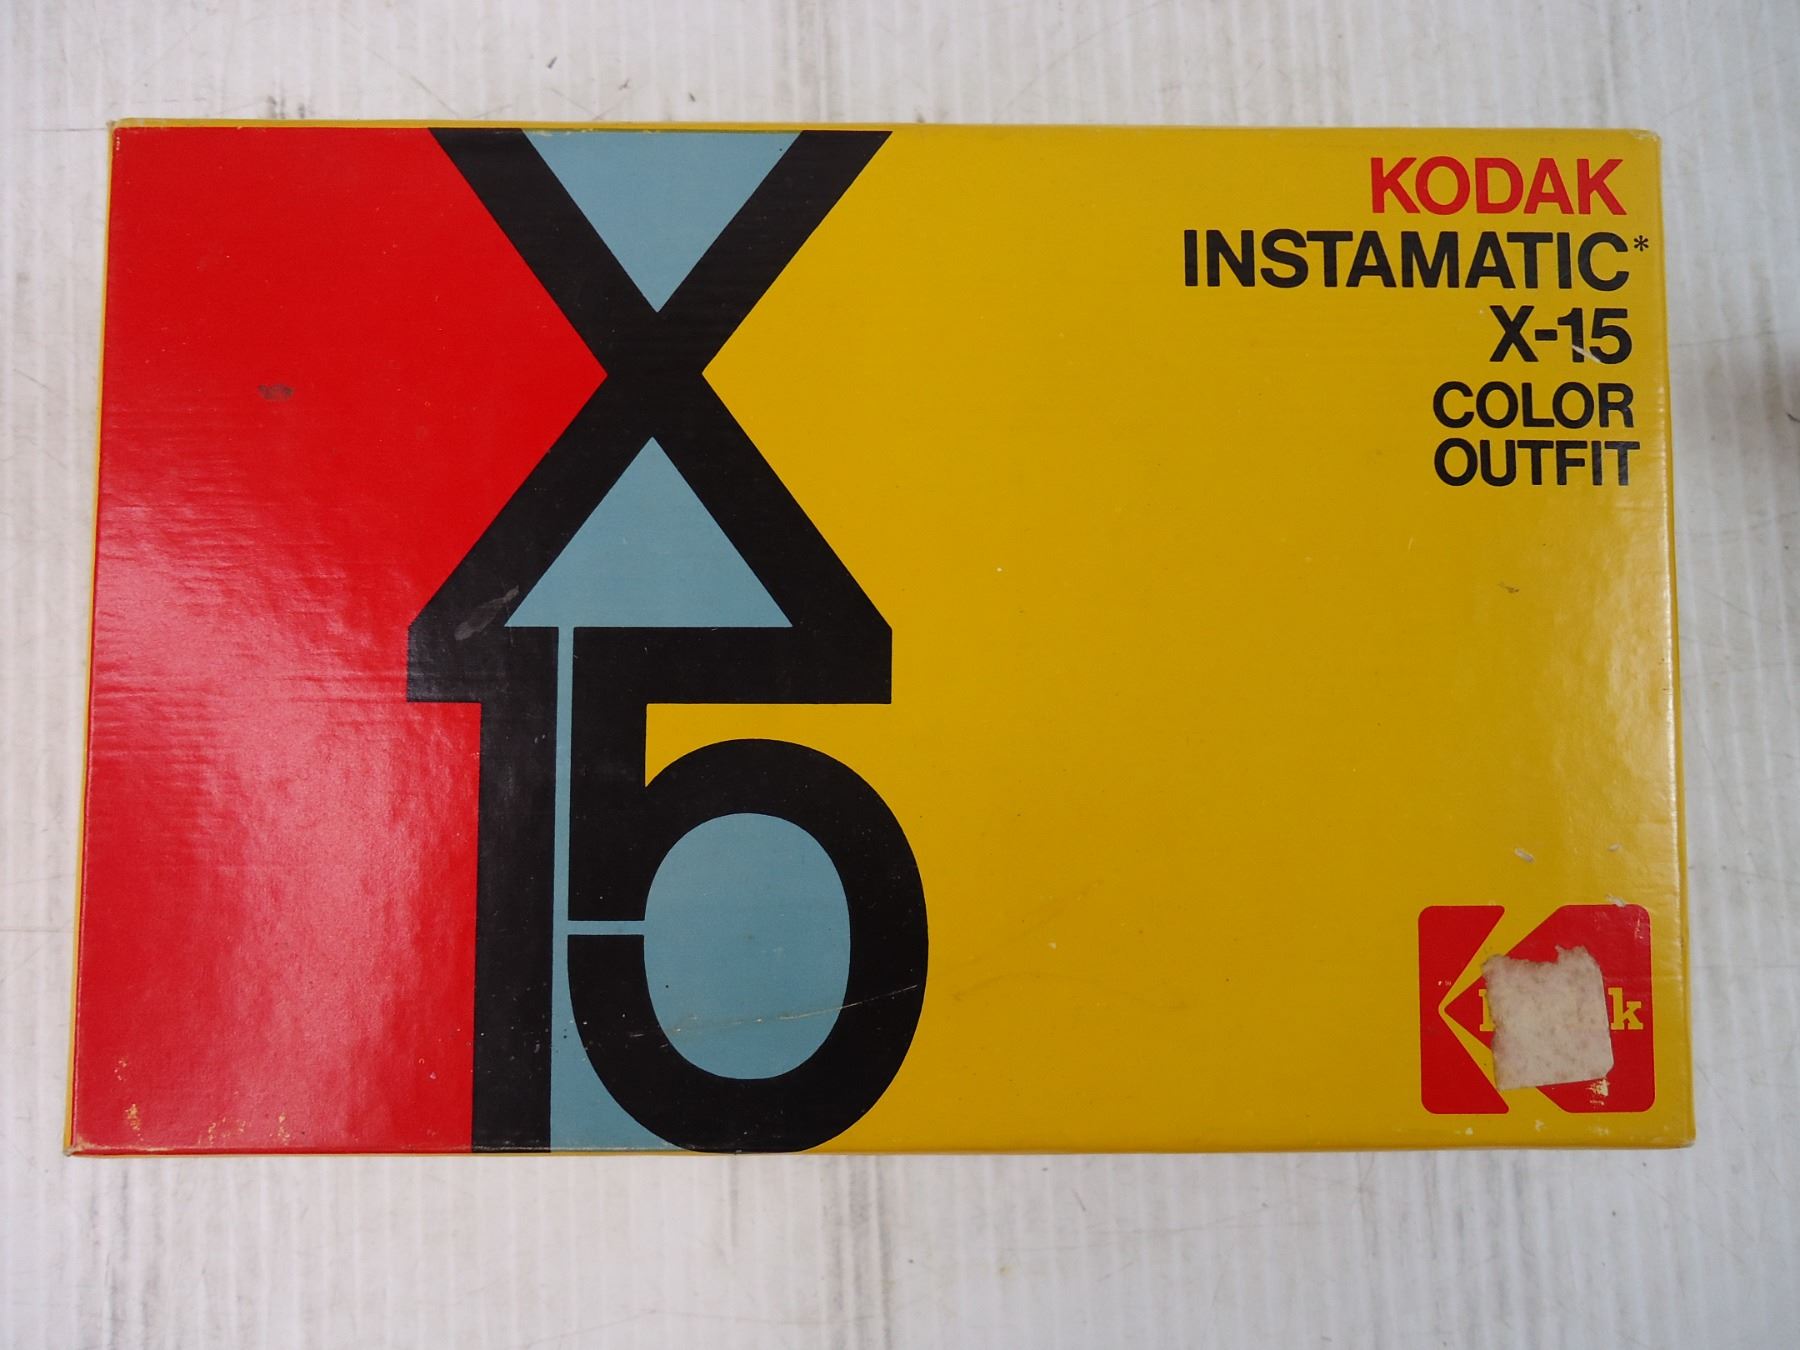 X
15
KODAK
INSTAMATIC*
X-15
COLOR
OUTFIT